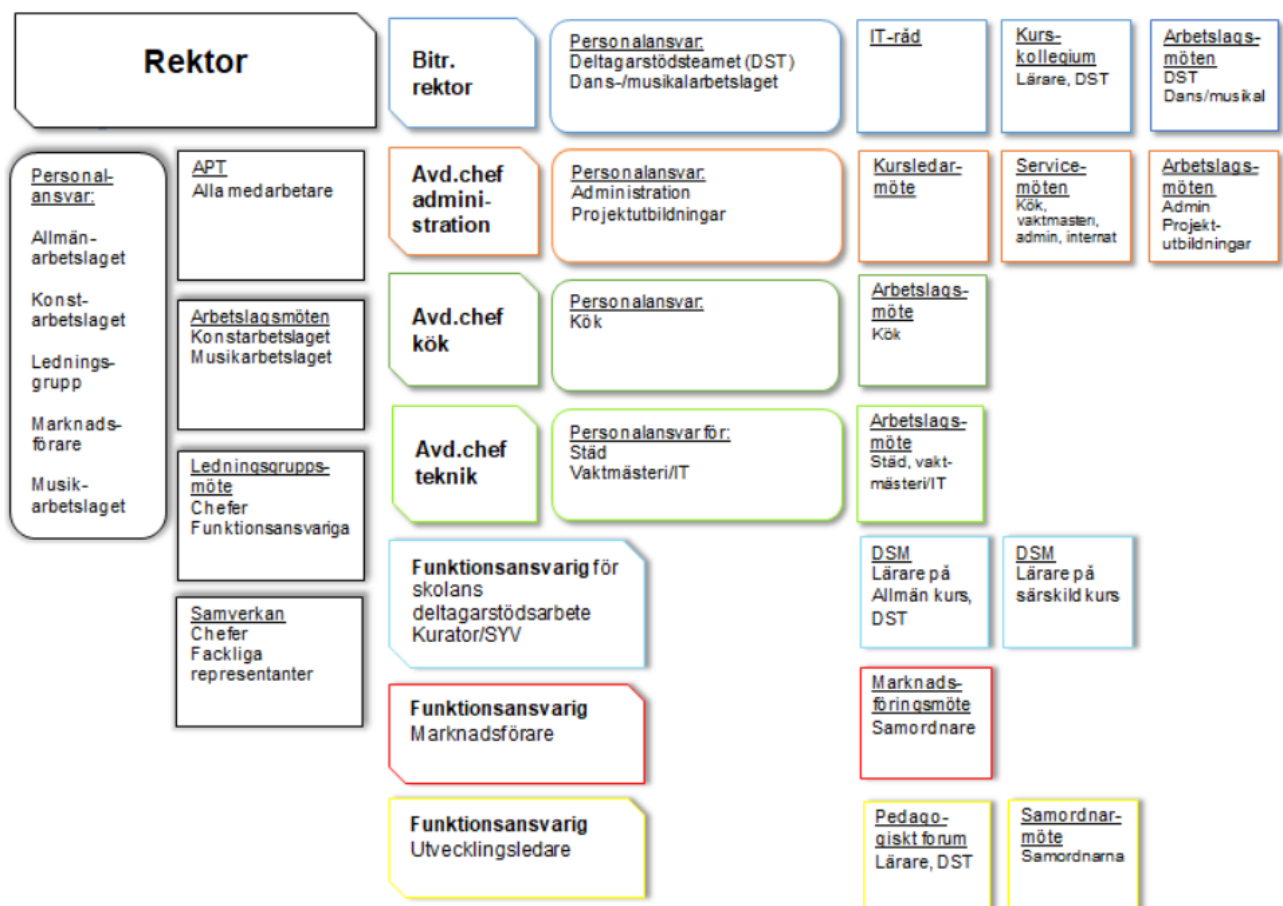 Rektor
Personal-
ansvar:
Allmän-
arbetslaget
Konst-
arbetslaget
Lednings-
grupp
Marknads-
förare
Musik-
arbetslaget
APT
Alla medarbetare
Arbetslagsmöten
Konstarbetslaget
Musikarbetslaget
Ledningsgrupps-
möte
Chefer
Funktionsansvariga
Samverkan
Chefer
Fackliga
representanter
Bitr.
rektor
Personalansvar:
Deltagarstödsteamet (DST)
Dans-/musikalarbetslaget
IT-råd
Kurs-
kollegium
Lärare, DST
Arbetslags-
möten
DST
Dans/musikal
Avd.chef
admini-
stration
Personalansvar:
Administration
Projektutbildningar
Kursledar-
möte
Service-
möten
Kök,
vaktmästeri,
admin, internat
Arbetslags-
möten
Admin
Projekt-
utbildningar
Avd.chef
kök
Personalansvar:
Kök
Arbetslags-
möte
Kök
Avd.chef
teknik
Personalansvar för:
Städ
Vaktmästeri/IT
Arbetslags-
möte
Städ, vakt-
mästeri/IT
Funktionsansvarig för
skolans
deltagarstödsarbete
Kurator/SYV
DSM
Lärare på
Allmän kurs,
DST
DSM
Lärare på
särskild kurs
Funktionsansvarig
Marknadsförare
Marknads-
föringsmöte
Samordnare
Funktionsansvarig
Utvecklingsledare
Pedago-
giskt forum
Lärare, DST
Samordnar-
möte
Samordnarna